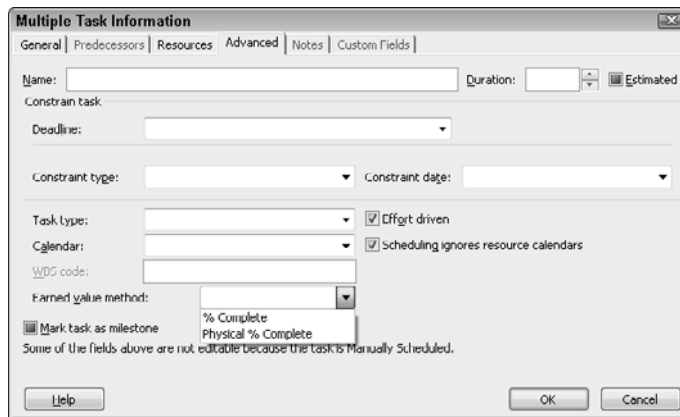 Multiple Task Information
General Predecessors Resources Advanced Notes Custom Fields
Name: Duration: Estimated
Constrain task
Deadline:
Constraint type: Constraint date:
Task type: Effort driven
Calendar: Scheduling ignores resource calendars
WBS code:
Earned value method:
% Complete
Mark task as milestone Physical % Complete
Some of the fields above are not editable because the task is Manually Scheduled.
Help OK Cancel